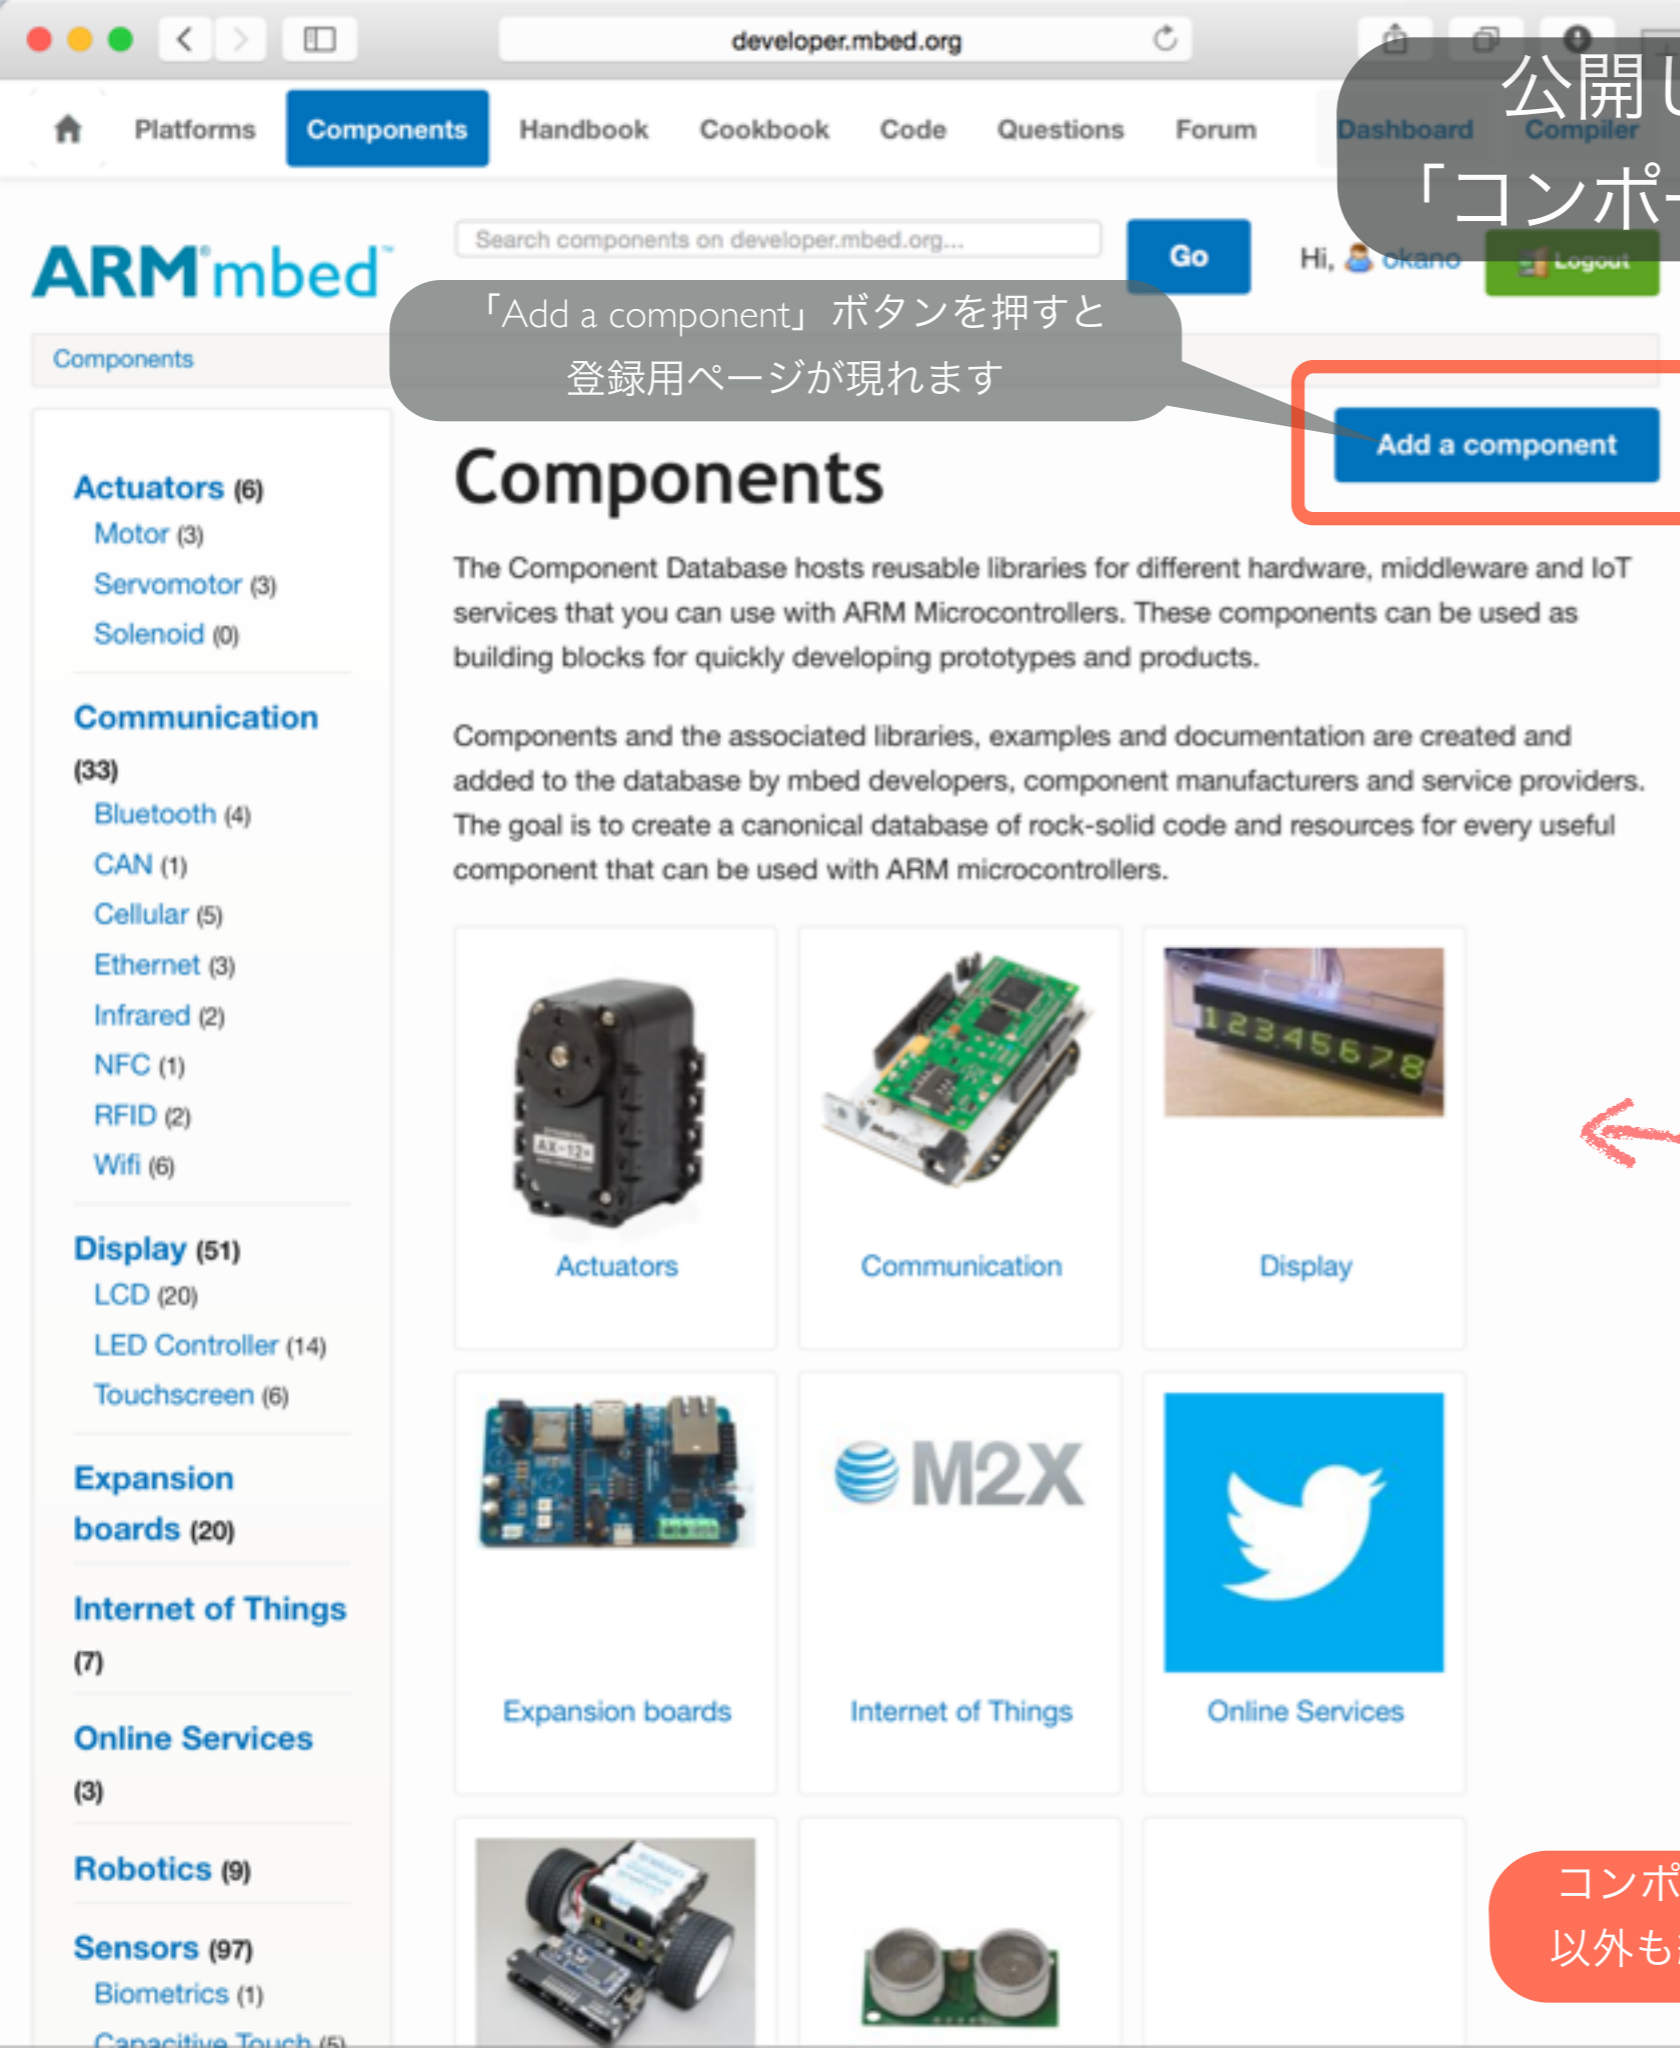 developer.mbed.org
Platforms
Components
Handbook
Cookbook
Code
Questions
Forum
Dashboard
Compiler
公開し
「コンポー
ARM®mbed™
Search components on developer.mbed.org...
Go
Hi, okano
Logout
「Add a component」ボタンを押すと
登録用ページが現れます
Components
Add a component
Actuators (6)
Motor (3)
Servomotor (3)
Solenoid (0)
Communication
(33)
Bluetooth (4)
CAN (1)
Cellular (5)
Ethernet (3)
Infrared (2)
NFC (1)
RFID (2)
Wifi (6)
Display (51)
LCD (20)
LED Controller (14)
Touchscreen (6)
Expansion
boards (20)
Internet of Things
(7)
Online Services
(3)
Robotics (9)
Sensors (97)
Biometrics (1)
Capacitive Touch (5)
Components
The Component Database hosts reusable libraries for different hardware, middleware and IoT
services that you can use with ARM Microcontrollers. These components can be used as
building blocks for quickly developing prototypes and products.
Components and the associated libraries, examples and documentation are created and
added to the database by mbed developers, component manufacturers and service providers.
The goal is to create a canonical database of rock-solid code and resources for every useful
component that can be used with ARM microcontrollers.
AX-12+
12345678
Actuators
Communication
Display
M2X
Expansion boards
Internet of Things
Online Services
コンポ
以外も